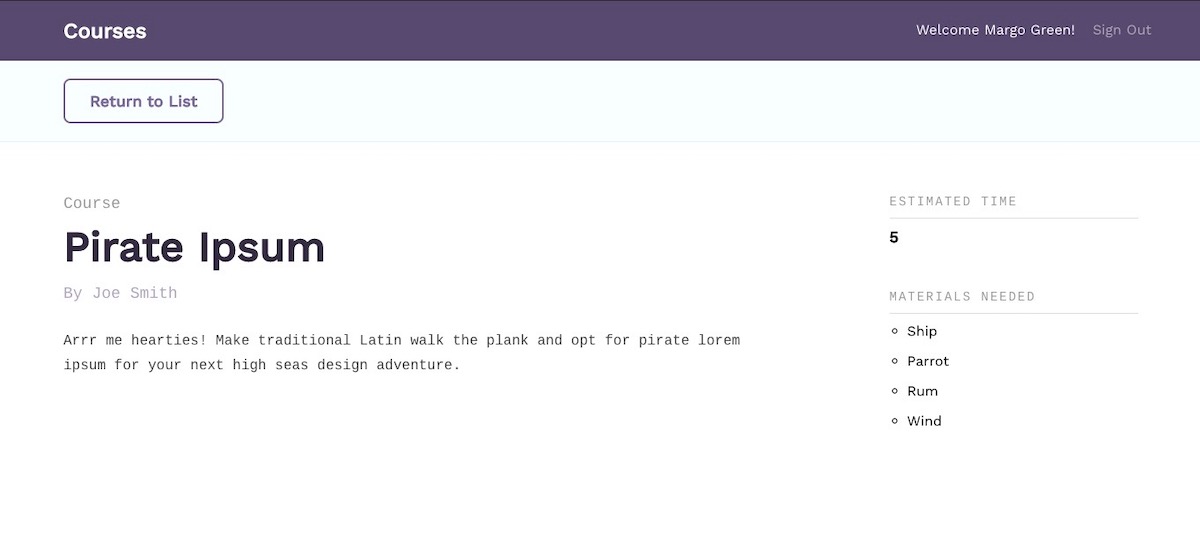 Courses
Welcome Margo Green! Sign Out
Return to List
Course
Pirate Ipsum
By Joe Smith
Arrr me hearties! Make traditional Latin walk the plank and opt for pirate lorem
ipsum for your next high seas design adventure.
ESTIMATED TIME
5
MATERIALS NEEDED
Ship
Parrot
Rum
Wind